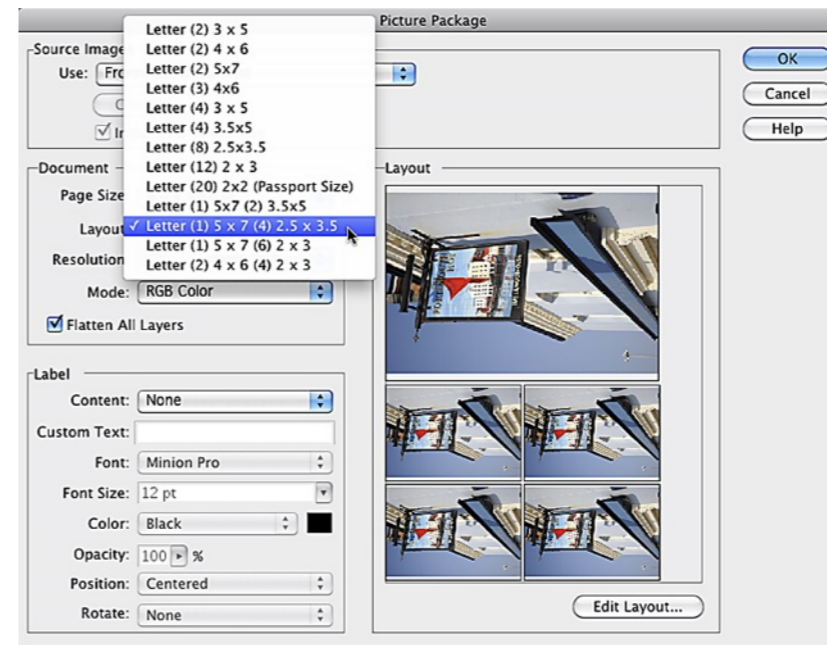 Picture Package
Source Image
Use: Fro
Letter (2) 3 x 5
Letter (2) 4 x 6
Letter (2) 5x7
Letter (3) 4x6
Letter (4) 3 x 5
Letter (4) 3.5x5
Letter (8) 2.5x3.5
Letter (12) 2 x 3
Letter (20) 2x2 (Passport Size)
Letter (1) 5x7 (2) 3.5x5
✓ Letter (1) 5 x 7 (4) 2.5 x 3.5
Letter (1) 5 x 7 (6) 2 x 3
Letter (2) 4 x 6 (4) 2 x 3
OK
Cancel
Help
Document
Page Size
Layout
Resolution
Mode: RGB Color
Flatten All Layers
Label
Content: None
Custom Text:
Font: Minion Pro
Font Size: 12 pt
Color: Black
Opacity: 100 %
Position: Centered
Rotate: None
Layout
Edit Layout...